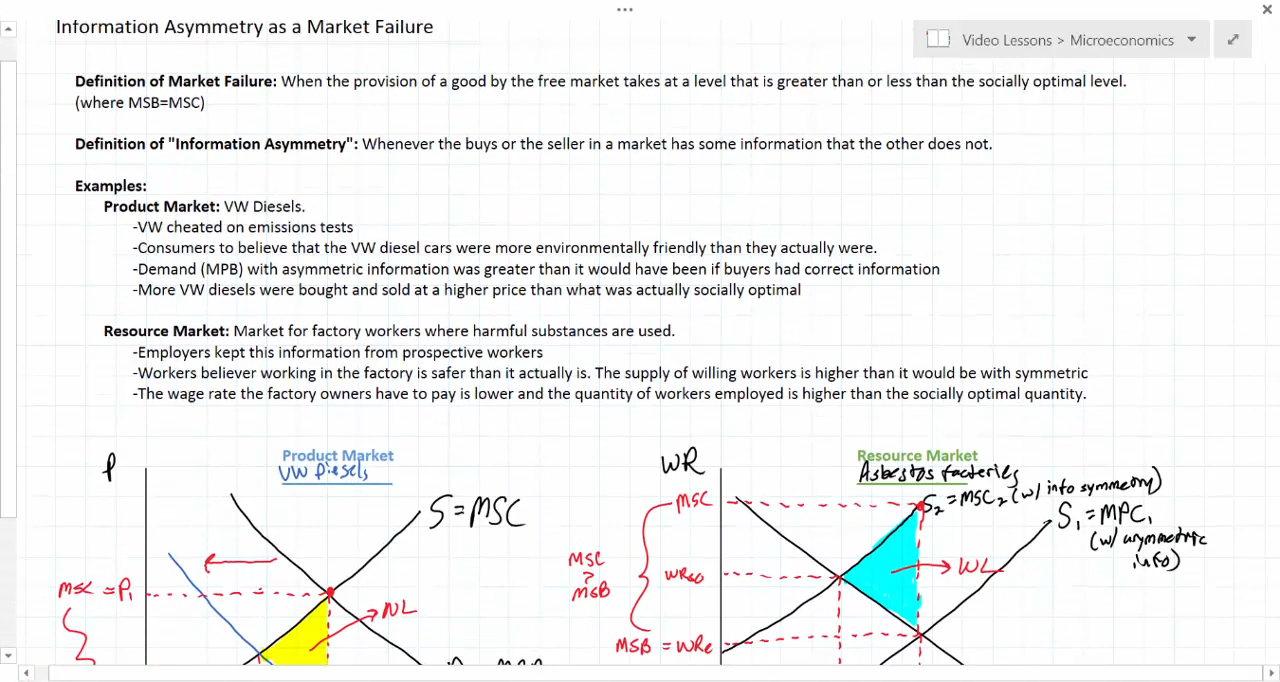 Information Asymmetry as a Market Failure
Video Lessons > Microeconomics
Definition of Market Failure: When the provision of a good by the free market takes at a level that is greater than or less than the socially optimal level.
(where MSB=MSC)
Definition of "Information Asymmetry": Whenever the buys or the seller in a market has some information that the other does not.
Examples:
Product Market: VW Diesels.
-VW cheated on emissions tests
-Consumers to believe that the VW diesel cars were more environmentally friendly than they actually were.
-Demand (MPB) with asymmetric information was greater than it would have been if buyers had correct information
-More VW diesels were bought and sold at a higher price than what was actually socially optimal
Resource Market: Market for factory workers where harmful substances are used.
-Employers kept this information from prospective workers
-Workers believer working in the factory is safer than it actually is. The supply of willing workers is higher than it would be with symmetric
-The wage rate the factory owners have to pay is lower and the quantity of workers employed is higher than the socially optimal quantity.
Product Market
VW Diesels
P
S=MSC
MSC = P1
WL
Resource Market
Asbestos factories
WR
MSC
S2 = MSC2 (w/ info symmetry)
S1 = MPC1
(w/ asymmetric
info)
MSC
>
MSB
WRso
WL
MSB = WRe